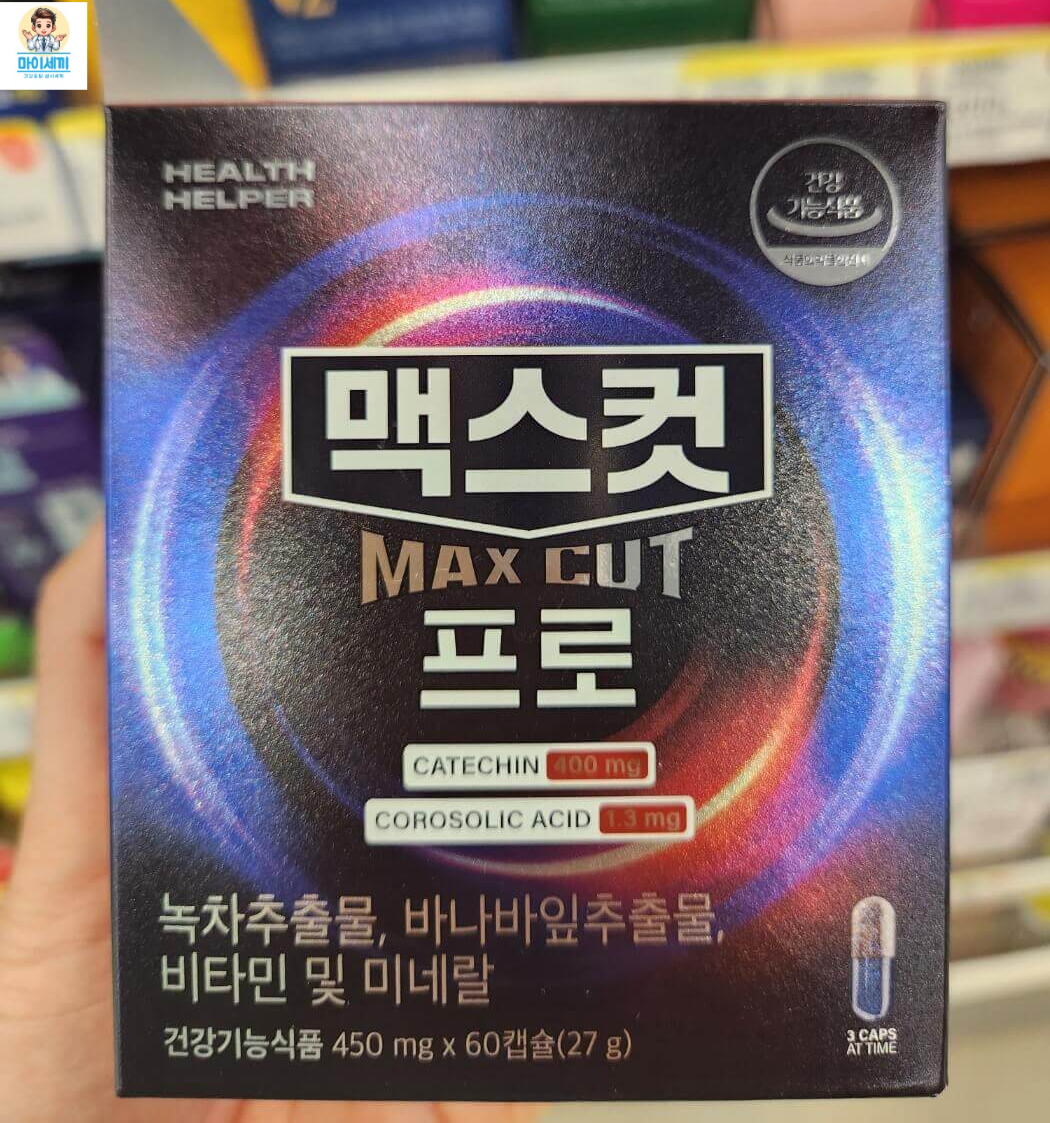 마이세끼
HEALTH
HELPER
건강
기능식품
맥스컷
MAX CUT
프로
CATECHIN 400 mg
COROSOLIC ACID 1.3 mg
녹차추출물, 바나바잎추출물,
비타민 및 미네랄
건강기능식품 450 mg x 60캡슐(27 g)
3 CAPS
AT TIME